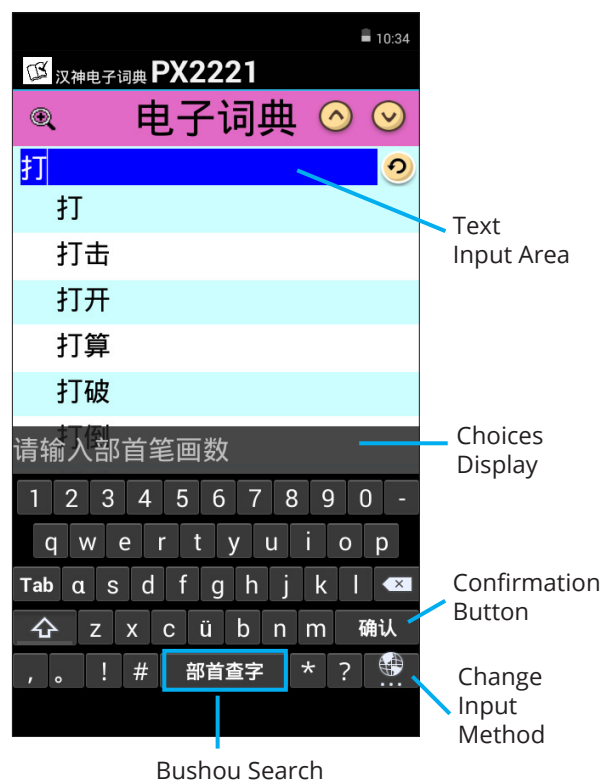 10:34
汉神电子词典 PX2221
电子词典
打
打
打击
打开
打算
打破
打倒
请输入部首笔画数
1 2 3 4 5 6 7 8 9 0 -
q w e r t y u i o p
Tab ɑ s d f g h j k l
z x c ü b n m 确认
, 。 ! # 部首查字 * ? ...
Text
Input Area
Choices
Display
Confirmation
Button
Change
Input
Method
Bushou Search